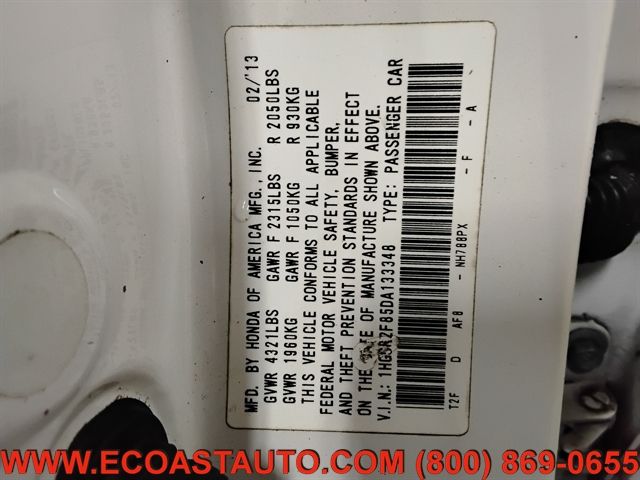 MFD. BY HONDA OF AMERICA MFG., INC. 02/'13
GVWR 4321LBS GAWR F 2315LBS R 2050LBS
GVWR 1960KG GAWR F 1050KG R 930KG
THIS VEHICLE CONFORMS TO ALL APPLICABLE
FEDERAL MOTOR VEHICLE SAFETY, BUMPER,
AND THEFT PREVENTION STANDARDS IN EFFECT
ON THE DATE OF MANUFACTURE SHOWN ABOVE.
V.I.N.: 1HGCR2F85DA133348 TYPE: PASSENGER CAR
T2F D AF8 - NH788PX - F - A
WWW.ECOASTAUTO.COM (800) 869-0655